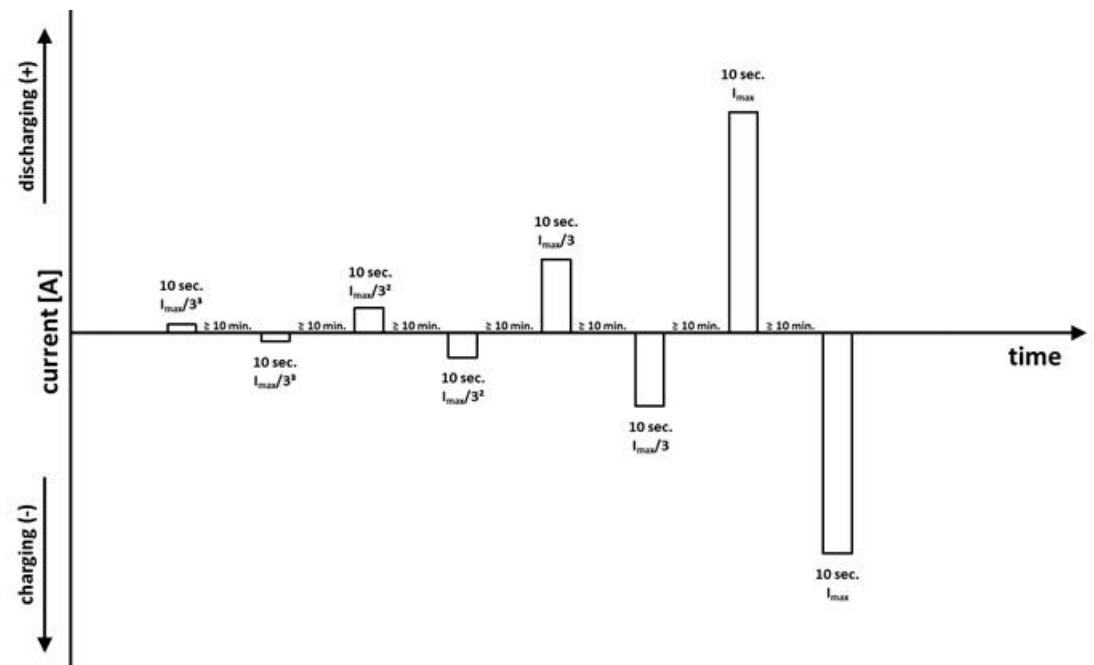 discharging (+)
current [A]
charging (-)
10 sec.
Iₘₐₓ/3³
≥ 10 min.
10 sec.
Iₘₐₓ/3³
≥ 10 min.
10 sec.
Iₘₐₓ/3²
≥ 10 min.
10 sec.
Iₘₐₓ/3²
≥ 10 min.
10 sec.
Iₘₐₓ/3
≥ 10 min.
10 sec.
Iₘₐₓ/3
≥ 10 min.
10 sec.
Iₘₐₓ
≥ 10 min.
10 sec.
Iₘₐₓ
time